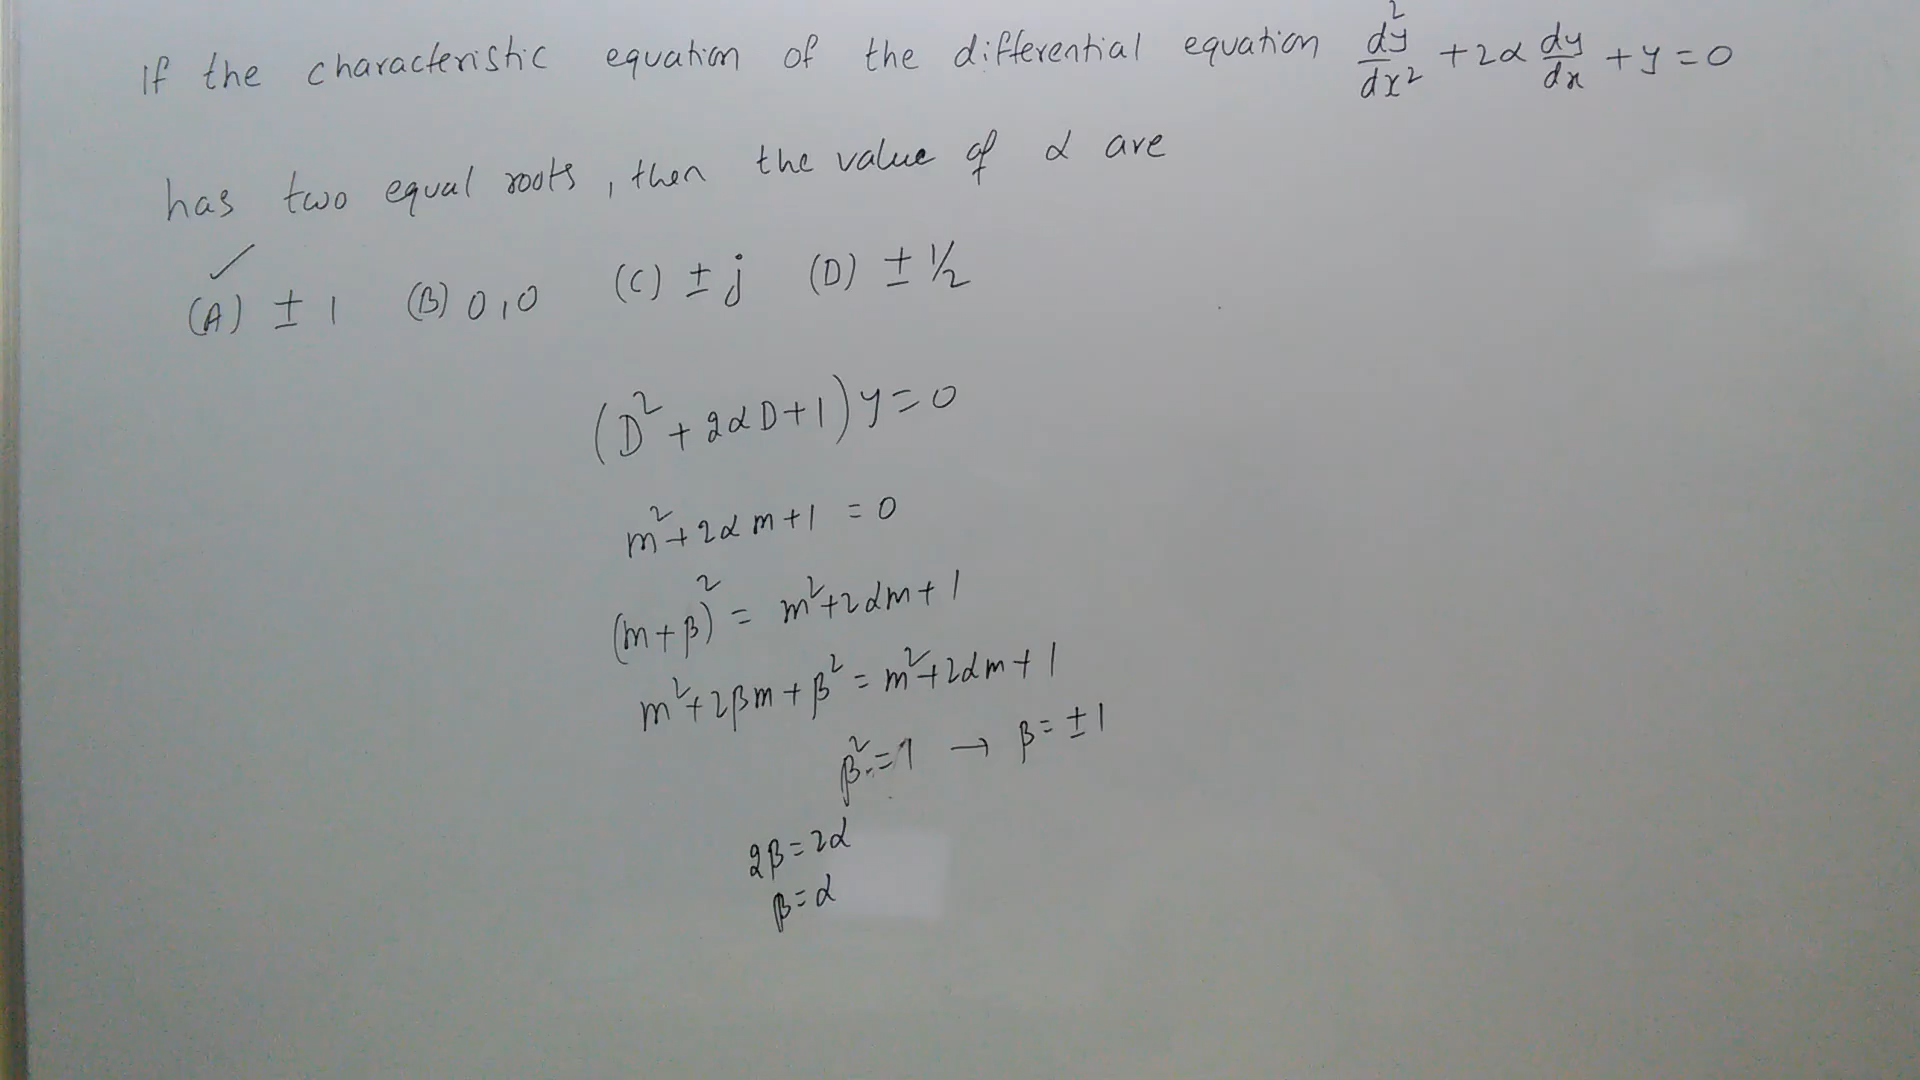 If the characteristic equation of the differential equation d²y/dx² + 2α dy/dx + y = 0
has two equal roots, then the value of α are
✓
(A) ± 1 (B) 0,0 (C) ± j (D) ± 1/2
(D² + 2αD + 1) y = 0
m² + 2αm + 1 = 0
(m + β)² = m² + 2αm + 1
m² + 2βm + β² = m² + 2αm + 1
β² = 1 → β = ± 1
2β = 2α
β = α